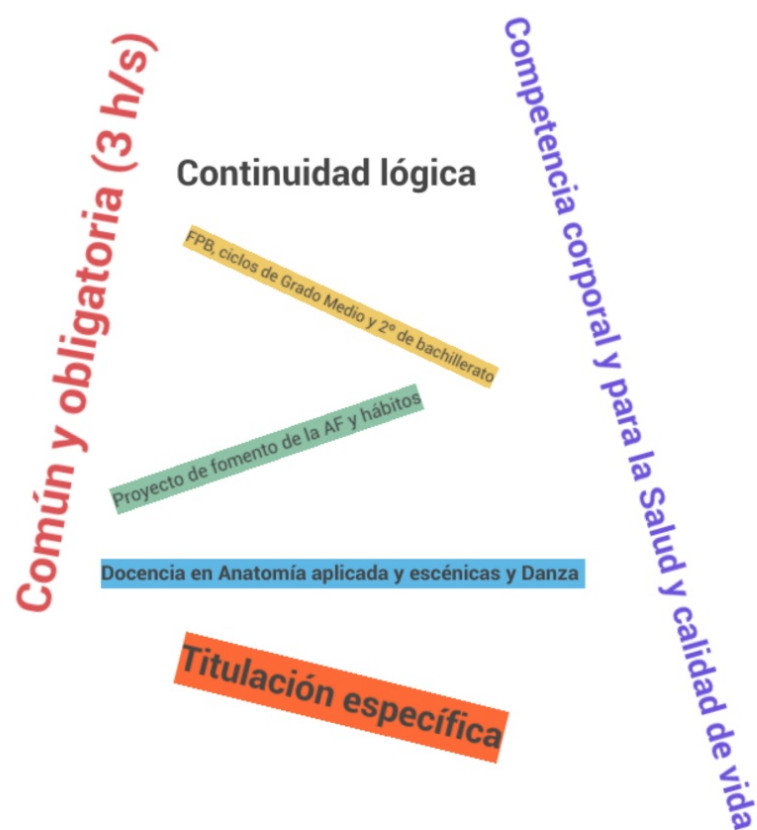 Común y obligatoria (3 h/s)
Competencia corporal y para la Salud y calidad de vida
Continuidad lógica
FPB, ciclos de Grado Medio y 2º de bachillerato
Proyecto de fomento de la AF y hábitos
Docencia en Anatomía aplicada y escénicas y Danza
Titulación específica